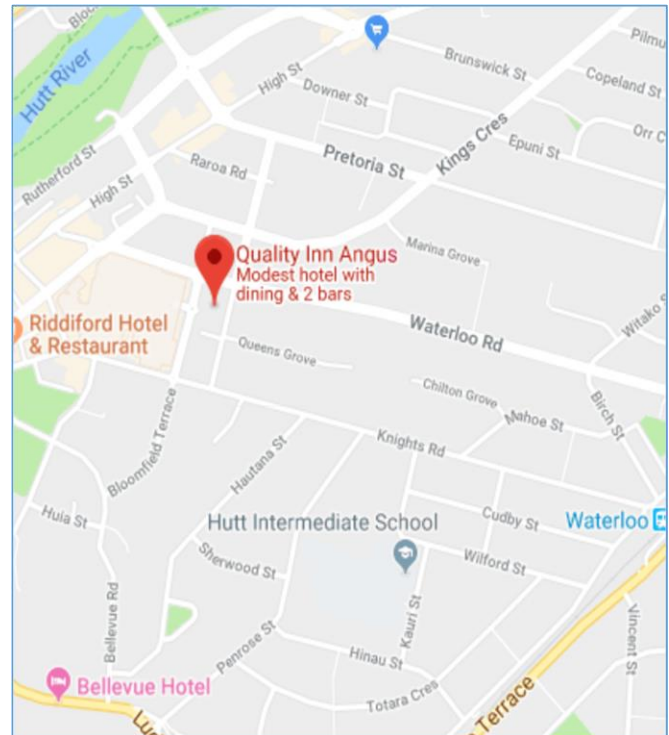 Hutt River
High St
Brunswick St
Copeland St
Downer St
Kings Cres
Orr C
Epuni St
Pretoria St
Rutherford St
High St
Raroa Rd
Marina Grove
Quality Inn Angus
Modest hotel with
dining & 2 bars
Riddiford Hotel
& Restaurant
Waterloo Rd
Queens Grove
Chilton Grove
Birch St
Mahoe St
Bloomfield Terrace
Knights Rd
Hautana St
Huia St
Hutt Intermediate School
Cudby St
Waterloo
Sherwood St
Wilford St
Bellevue Rd
Kauri St
Vincent St
Penrose St
Hinau St
Bellevue Hotel
Totara Cres
Terrace